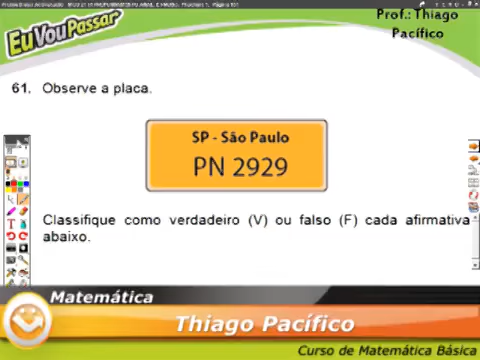 EuVouPassar
Prof.: Thiago
Pacífico
61. Observe a placa.
SP - São Paulo
PN 2929
Classifique como verdadeiro (V) ou falso (F) cada afirmativa
abaixo.
Matemática
Thiago Pacífico
Curso de Matemática Básica